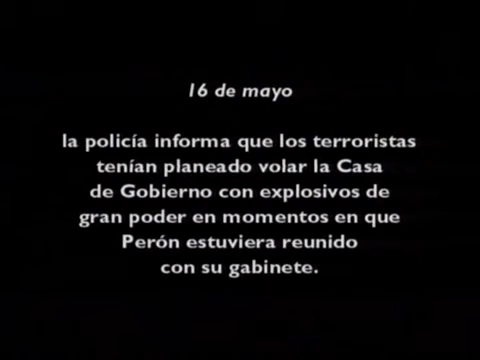 16 de mayo
la policía informa que los terroristas
tenían planeado volar la Casa
de Gobierno con explosivos de
gran poder en momentos en que
Perón estuviera reunido
con su gabinete.